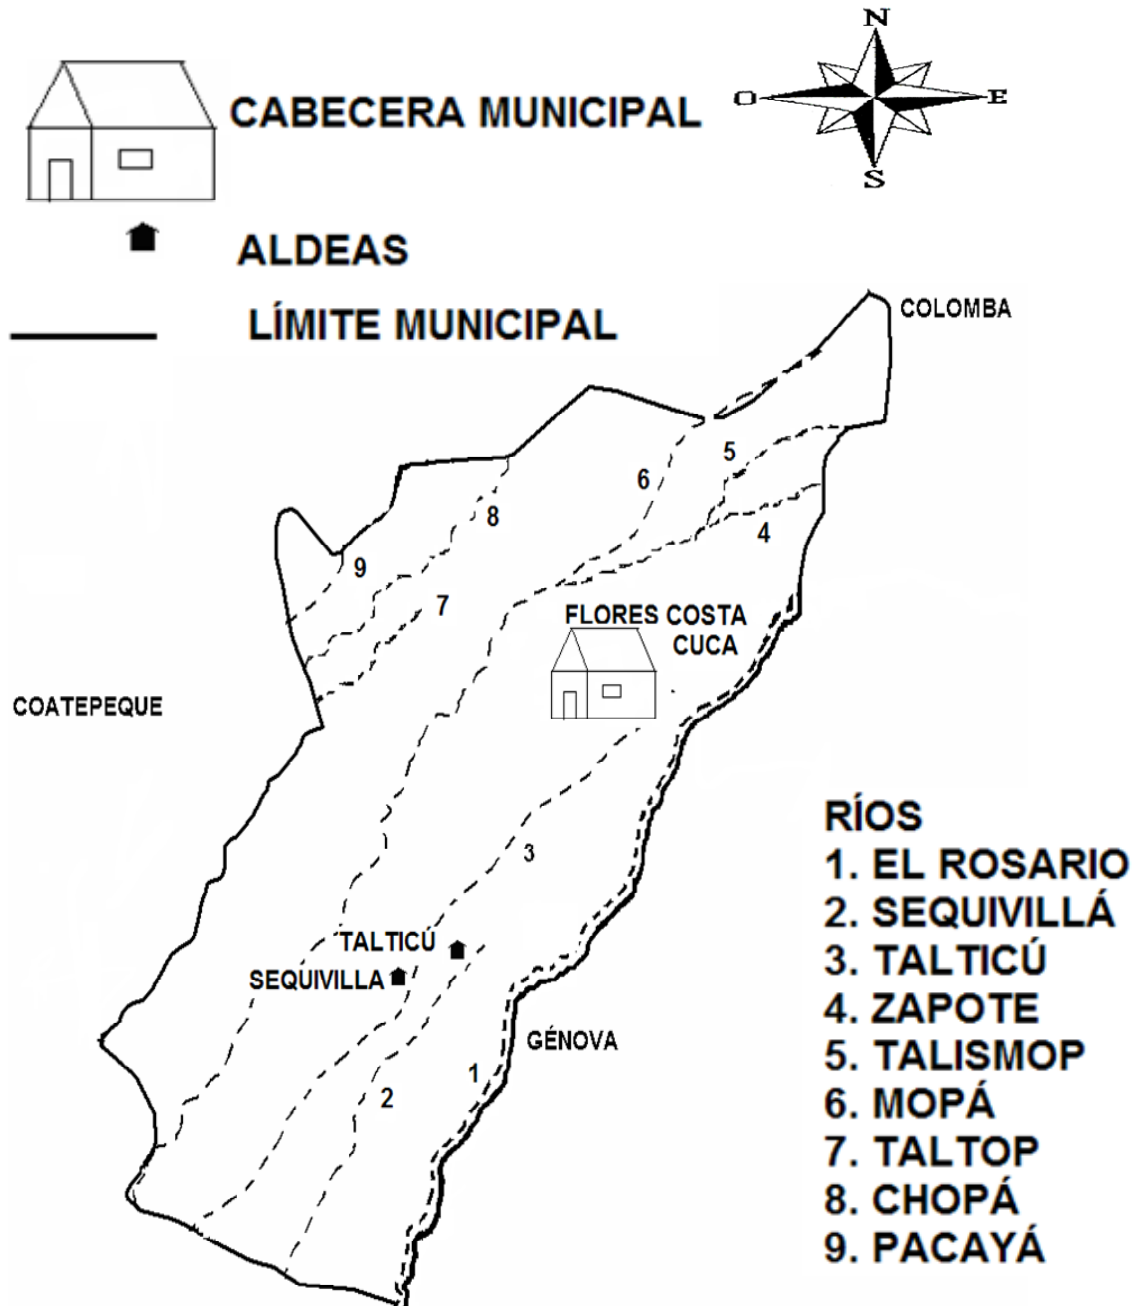 N
O E
S
CABECERA MUNICIPAL
ALDEAS
LÍMITE MUNICIPAL
COLOMBA
5
6
8
4
9
7
FLORES COSTA
CUCA
COATEPEQUE
3
TALTICÚ
SEQUIVILLA
GÉNOVA
1
2
RÍOS
1. EL ROSARIO
2. SEQUIVILLÁ
3. TALTICÚ
4. ZAPOTE
5. TALISMOP
6. MOPÁ
7. TALTOP
8. CHOPÁ
9. PACAYÁ